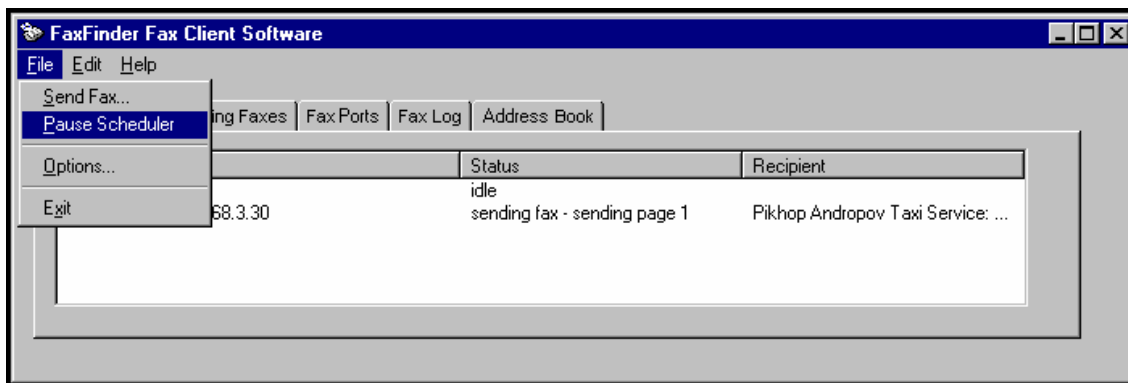 FaxFinder Fax Client Software
File Edit Help
Send Fax...
Pause Scheduler
Options...
Exit
ing Faxes Fax Ports Fax Log Address Book
Status Recipient
idle
68.3.30 sending fax - sending page 1 Pikhop Andropov Taxi Service: ...